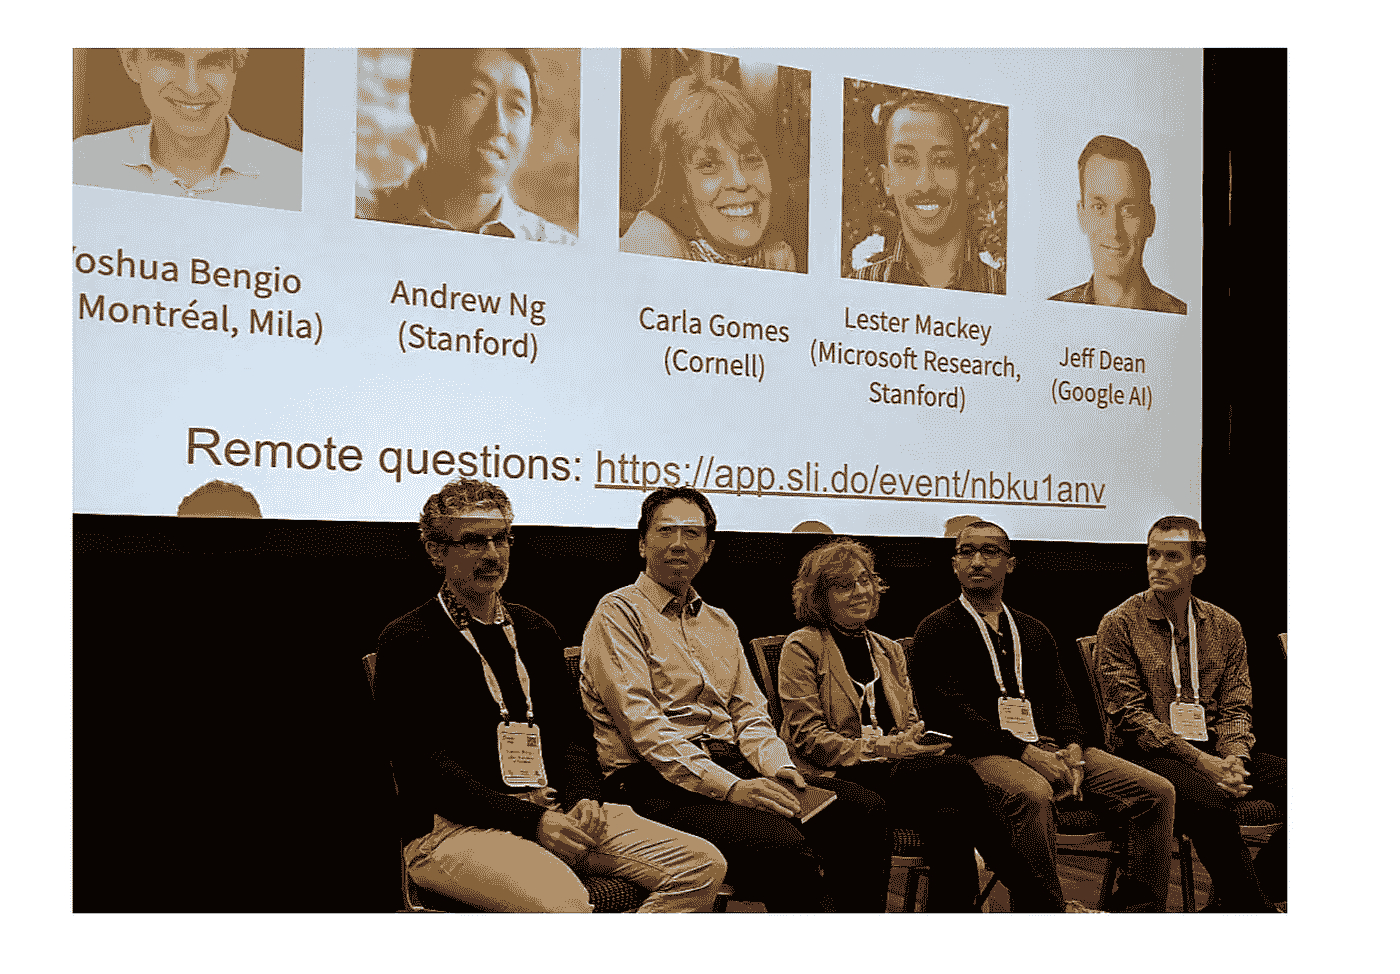 Yoshua Bengio
Montréal, Mila)
Andrew Ng
(Stanford)
Carla Gomes
(Cornell)
Lester Mackey
(Microsoft Research,
Stanford)
Jeff Dean
(Google AI)
Remote questions: https://app.sli.do/event/nbku1anv